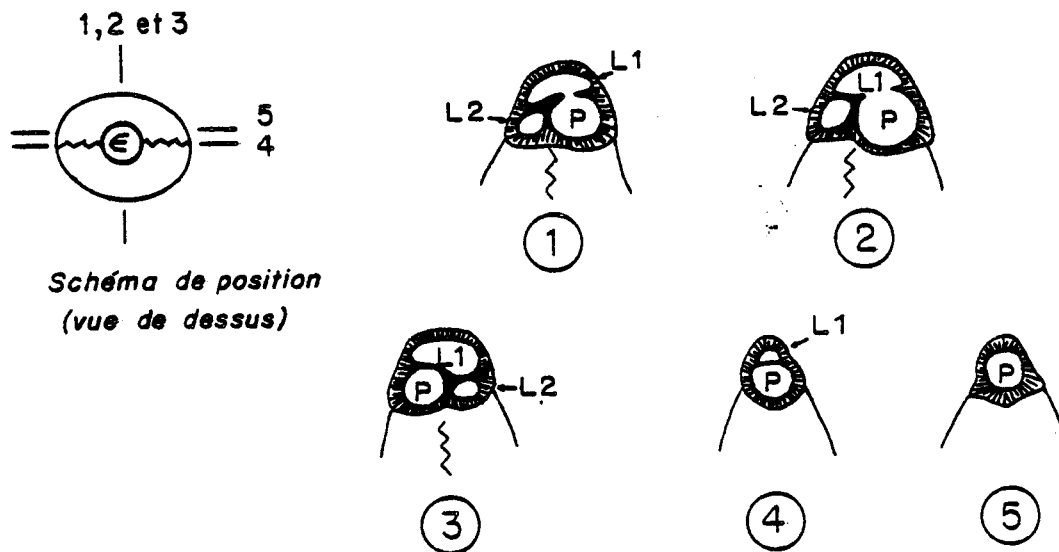 1,2 et 3
E
5
4
Schéma de position
(vue de dessus)
L1
L2
P
1
L1
L2
P
2
L1
P
L2
3
L1
P
4
P
5